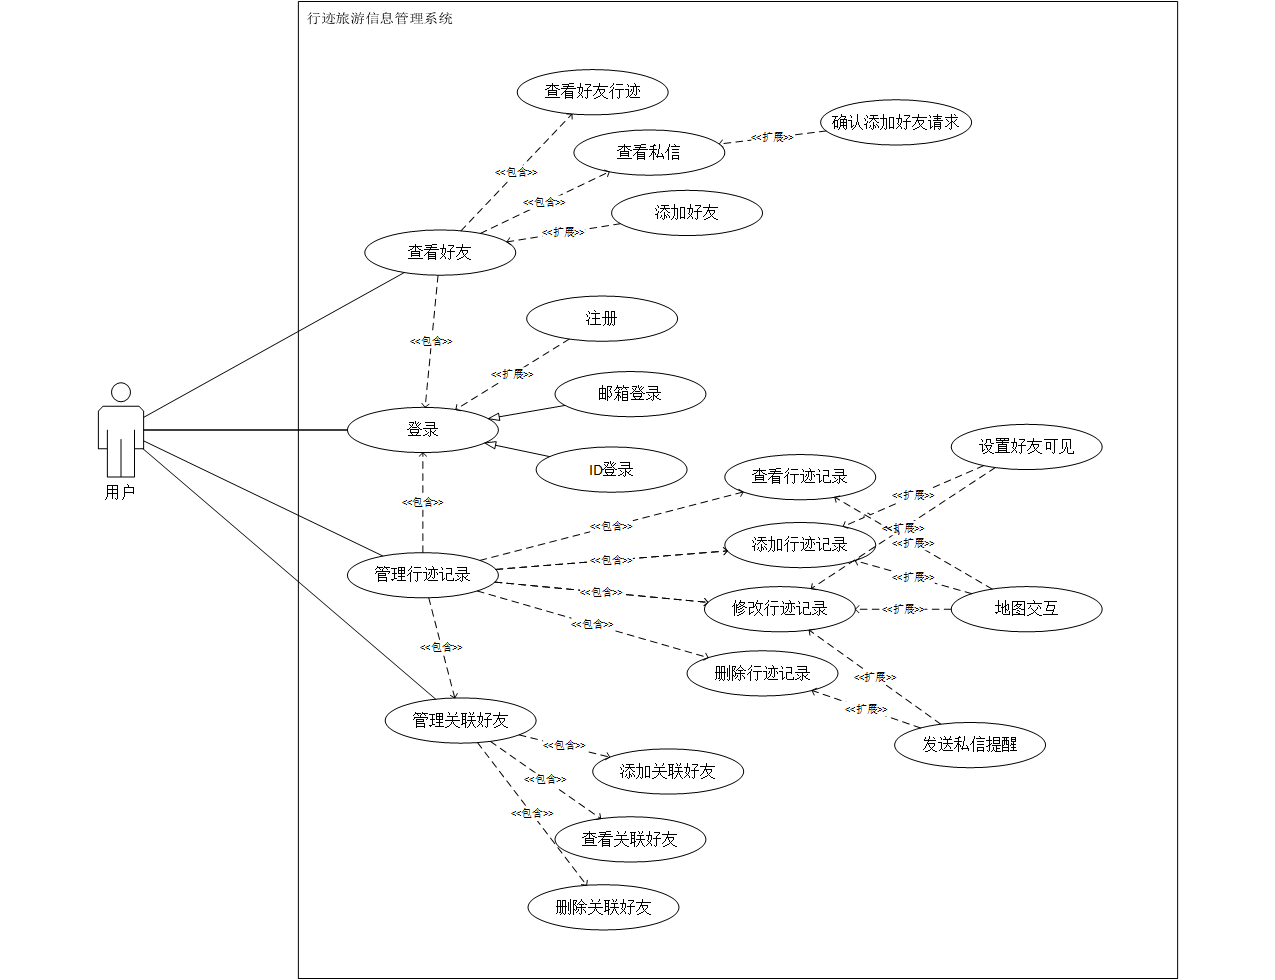 行迹旅游信息管理系统
查看好友行迹
确认添加好友请求
<<扩展>>
查看私信
<<包含>>
<<包含>>
添加好友
<<扩展>>
查看好友
注册
<<包含>>
<<扩展>>
邮箱登录
登录
设置好友可见
ID登录
查看行迹记录
<<扩展>>
<<包含>>
<<包含>>
<<扩展>>
添加行迹记录
<<扩展>>
<<包含>>
用户
管理行迹记录
<<扩展>>
<<包含>>
修改行迹记录
<<扩展>>
地图交互
<<包含>>
<<包含>>
删除行迹记录
<<扩展>>
<<扩展>>
管理关联好友
发送私信提醒
<<包含>>
添加关联好友
<<包含>>
<<包含>>
查看关联好友
删除关联好友